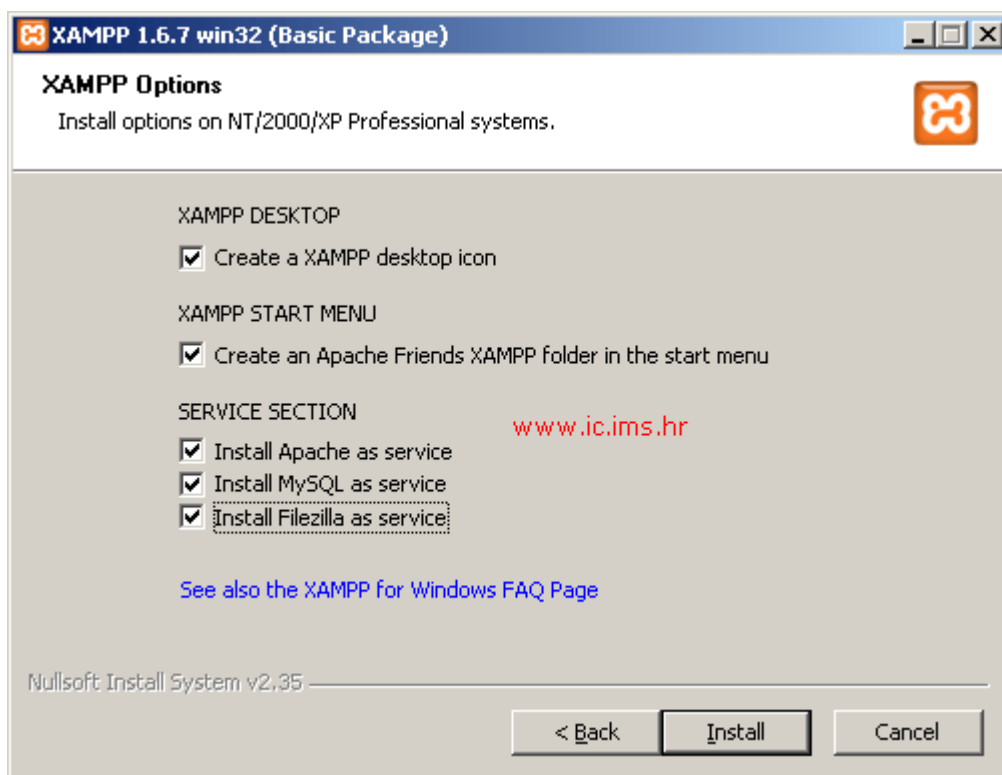 XAMPP 1.6.7 win32 (Basic Package)
XAMPP Options
Install options on NT/2000/XP Professional systems.
XAMPP DESKTOP
Create a XAMPP desktop icon
XAMPP START MENU
Create an Apache Friends XAMPP folder in the start menu
SERVICE SECTION
www.ic.ims.hr
Install Apache as service
Install MySQL as service
Install Filezilla as service
See also the XAMPP for Windows FAQ Page
Nullsoft Install System v2.35
< Back
Install
Cancel